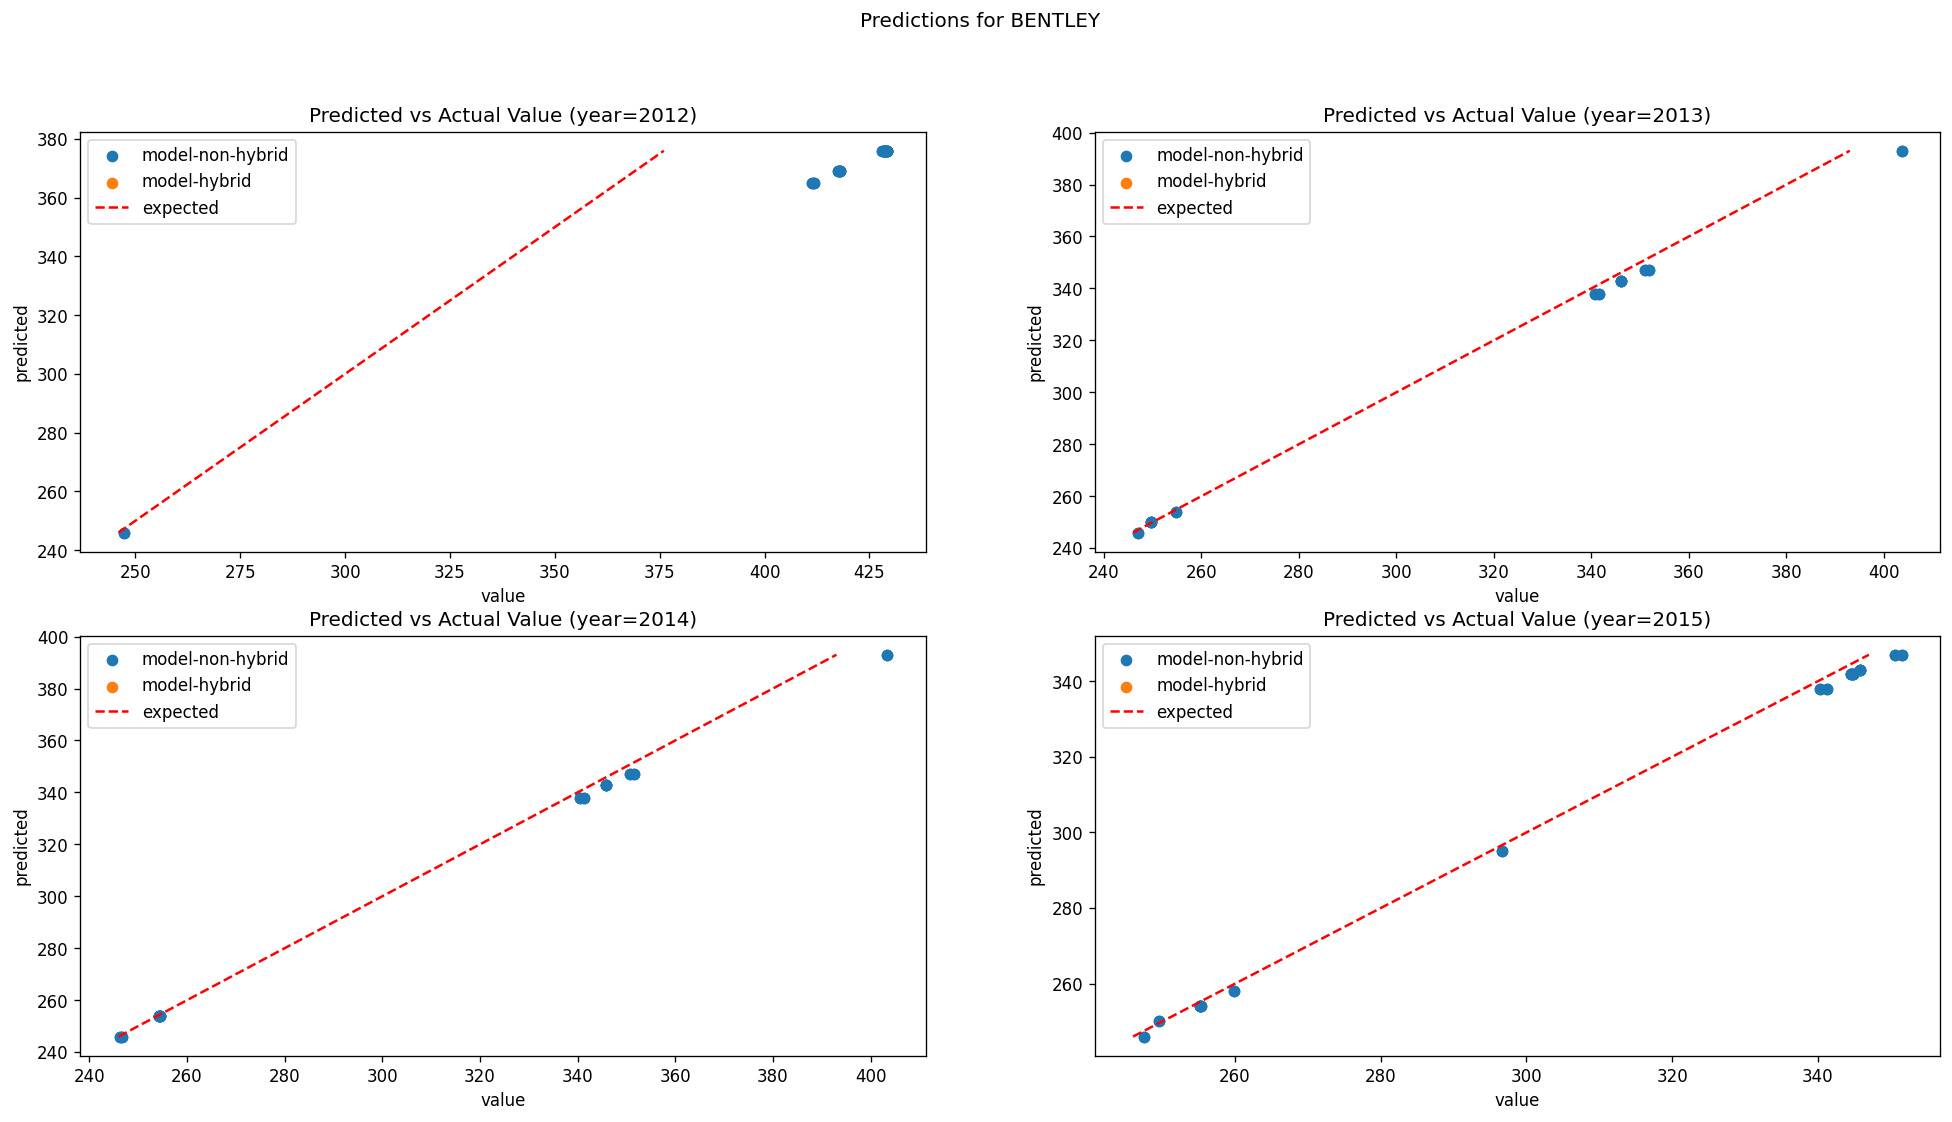 Predictions for BENTLEY
Predicted vs Actual Value (year=2012)
380
360
340
320
300
280
260
240
predicted
model-non-hybrid
model-hybrid
expected
250
275
300
325
350
375
400
425
value
Predicted vs Actual Value (year=2013)
400
380
360
340
320
300
280
260
240
predicted
model-non-hybrid
model-hybrid
expected
240
260
280
300
320
340
360
380
400
value
Predicted vs Actual Value (year=2014)
400
380
360
340
320
300
280
260
240
predicted
model-non-hybrid
model-hybrid
expected
240
260
280
300
320
340
360
380
400
value
Predicted vs Actual Value (year=2015)
340
320
300
280
260
predicted
model-non-hybrid
model-hybrid
expected
260
280
300
320
340
value